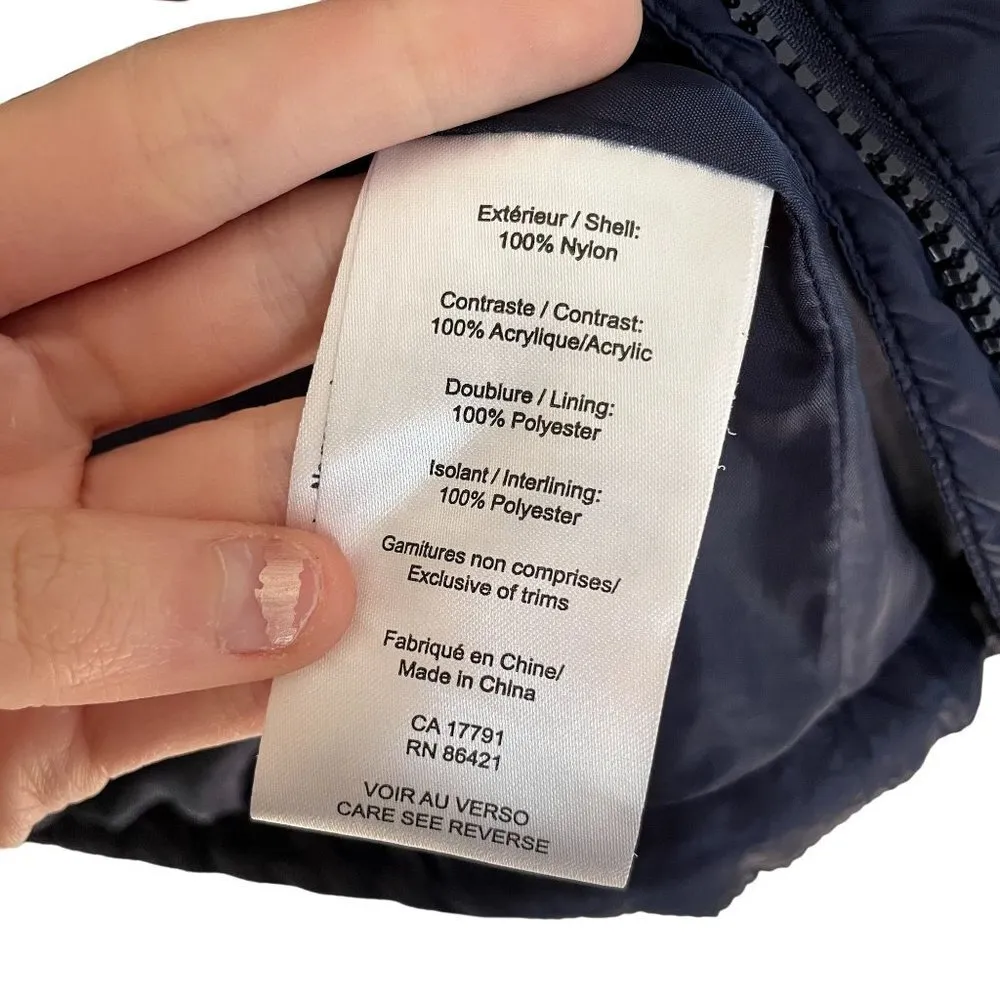 Extérieur / Shell:
100% Nylon
Contraste / Contrast:
100% Acrylique/Acrylic
Doublure / Lining:
100% Polyester
Isolant / Interlining:
100% Polyester
Garnitures non comprises/
Exclusive of trims
Fabriqué en Chine/
Made in China
CA 17791
RN 86421
VOIR AU VERSO
CARE SEE REVERSE